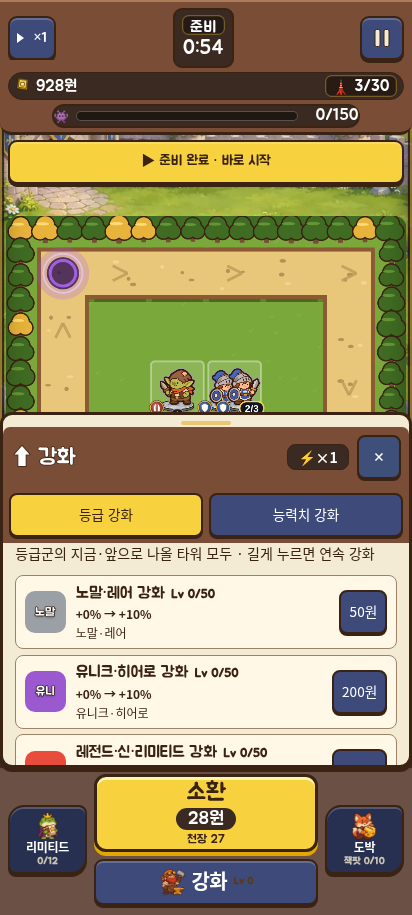 ×1
준비
0:54
928원
3/30
0/150
▶ 준비 완료 · 바로 시작
2/3
강화
⚡×1
×
등급 강화
능력치 강화
등급군의 지금·앞으로 나올 타워 모두 · 길게 누르면 연속 강화
노말
노말·레어 강화 Lv 0/50
+0% → +10%
노말·레어
50원
유니
유니크·히어로 강화 Lv 0/50
+0% → +10%
유니크·히어로
200원
레전드·신·리미티드 강화 Lv 0/50
리미티드
0/12
소환
28원
천장 27
도박
잭팟 0/10
강화 Lv 0